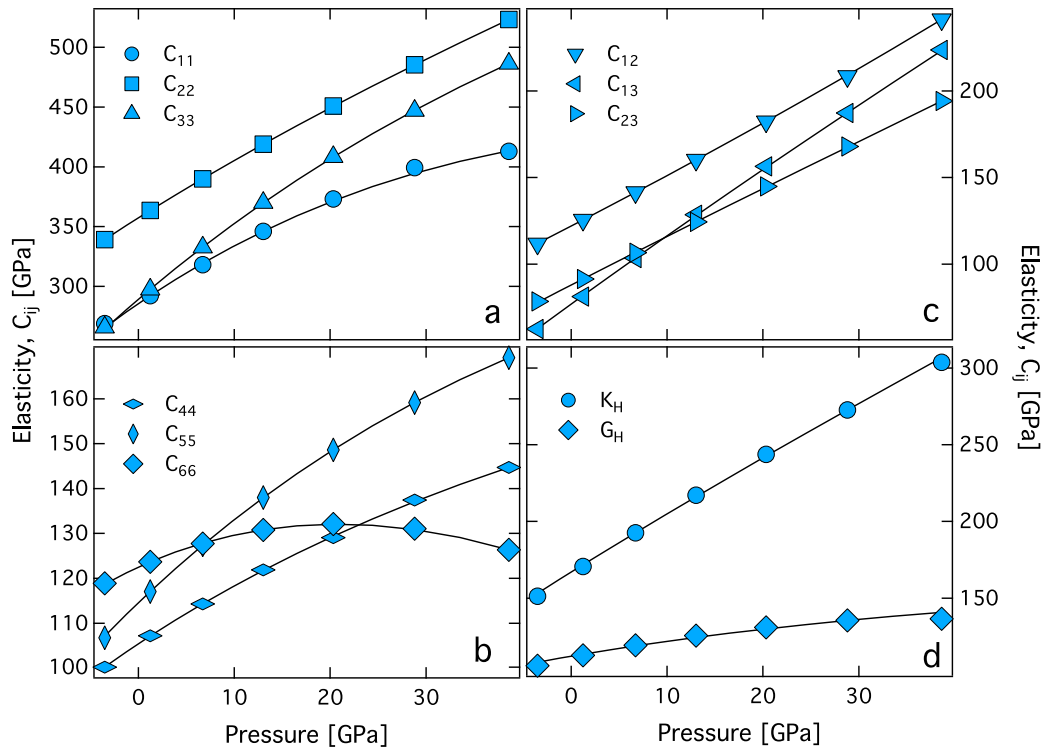 500
450
400
350
300
C₁₁
C₂₂
C₃₃
a
C₁₂
C₁₃
C₂₃
c
200
150
100
Elasticity, Cᵢⱼ [GPa]
Elasticity, Cᵢⱼ [GPa]
160
150
140
130
120
110
100
C₄₄
C₅₅
C₆₆
b
K_H
G_H
d
300
250
200
150
0 10 20 30
0 10 20 30
Pressure [GPa]
Pressure [GPa]